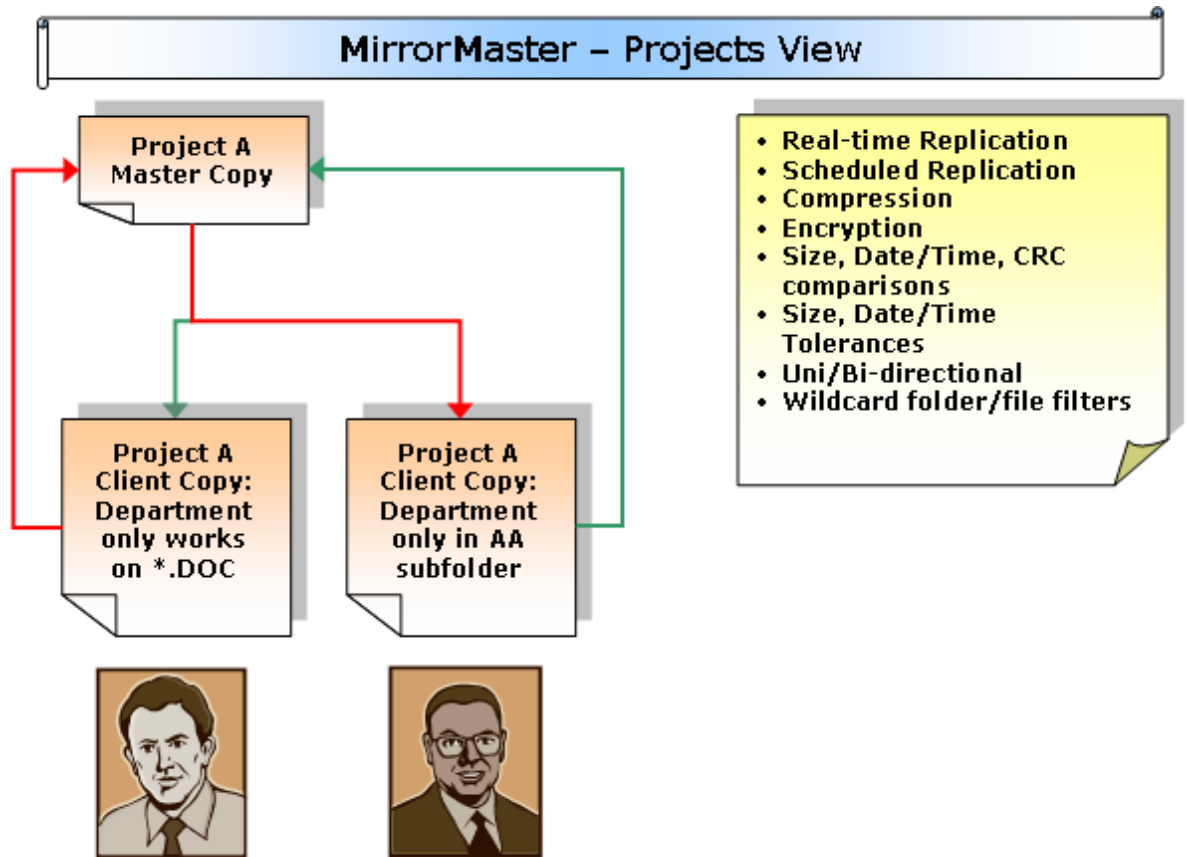 MirrorMaster – Projects View
Project A
Master Copy
• Real-time Replication
• Scheduled Replication
• Compression
• Encryption
• Size, Date/Time, CRC
comparisons
• Size, Date/Time
Tolerances
• Uni/Bi-directional
• Wildcard folder/file filters
Project A
Client Copy:
Department
only works
on *.DOC
Project A
Client Copy:
Department
only in AA
subfolder